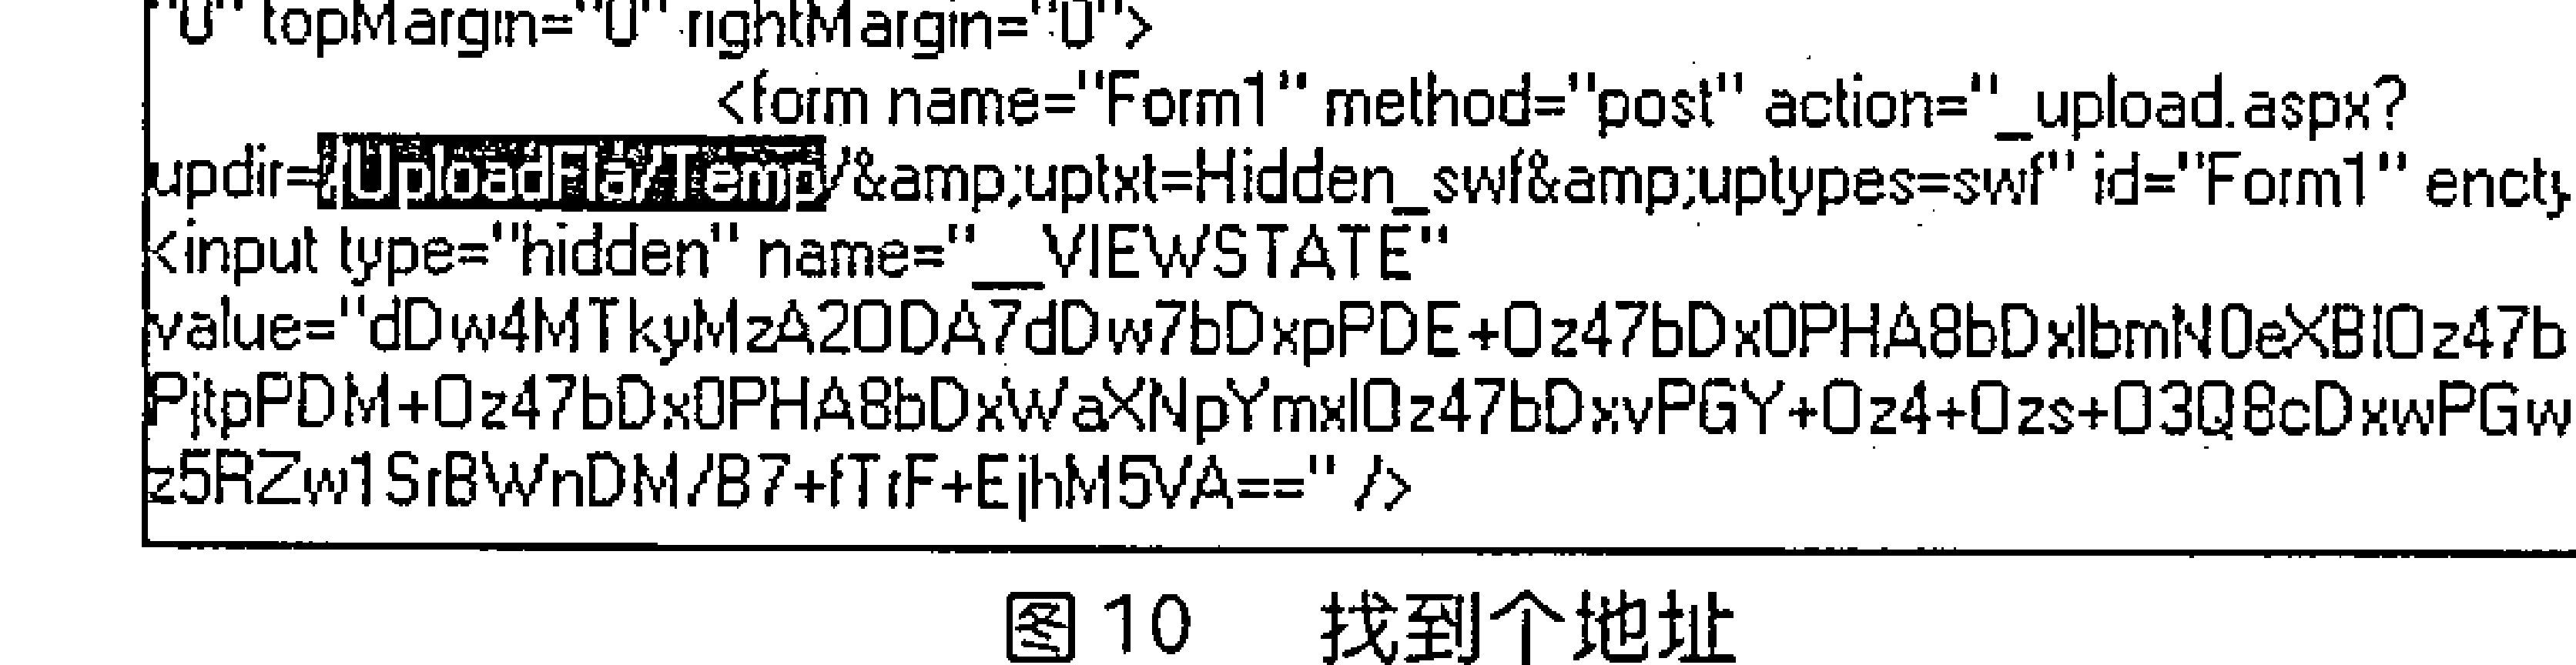 "0" topMargin="0" rightMargin="0">
<form name="Form1" method="post" action="_upload.aspx?
updir=/UploadFla/Temp/&amp;uptxt=Hidden_swf&amp;uptypes=swf" id="Form1" encty
<input type="hidden" name="__VIEWSTATE"
value="dDw4MTkyMzA2ODA7dDw7bDxpPDE+Oz47bDx0PHA8bDxlbmN0eXBlOz47b
PjtpPDM+Oz47bDx0PHA8bDxWaXNpYmxlOz47bDxvPGY+Oz4+Ozs+O3Q8cDxwPGw
z5RZw1SrBWnDM/B7+fTrF+EjhM5VA==" />
图 10 找到个地址